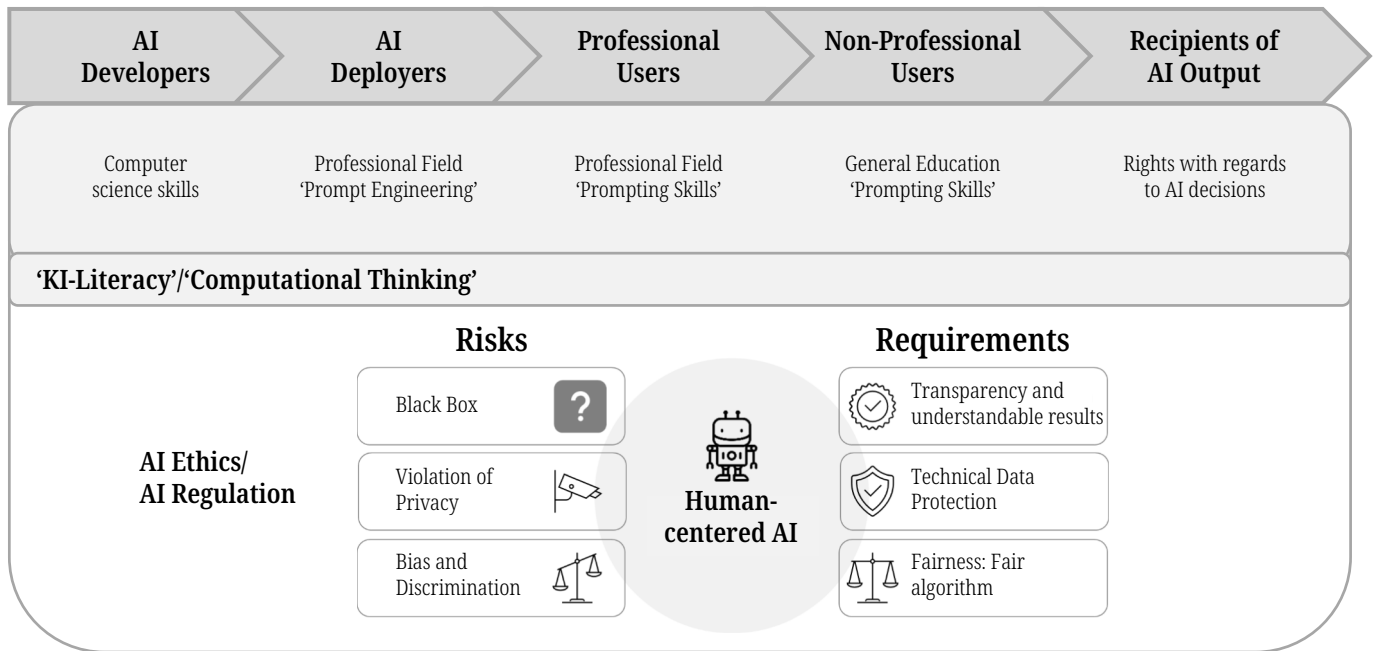 AI
Developers
AI
Deployers
Professional
Users
Non-Professional
Users
Recipients of
AI Output
Computer
science skills
Professional Field
‘Prompt Engineering’
Professional Field
‘Prompting Skills’
General Education
‘Prompting Skills’
Rights with regards
to AI decisions
‘KI-Literacy’/‘Computational Thinking’
AI Ethics/
AI Regulation
Risks
Black Box
?
Violation of
Privacy
Bias and
Discrimination
Human-
centered AI
Requirements
Transparency and
understandable results
Technical Data
Protection
Fairness: Fair
algorithm